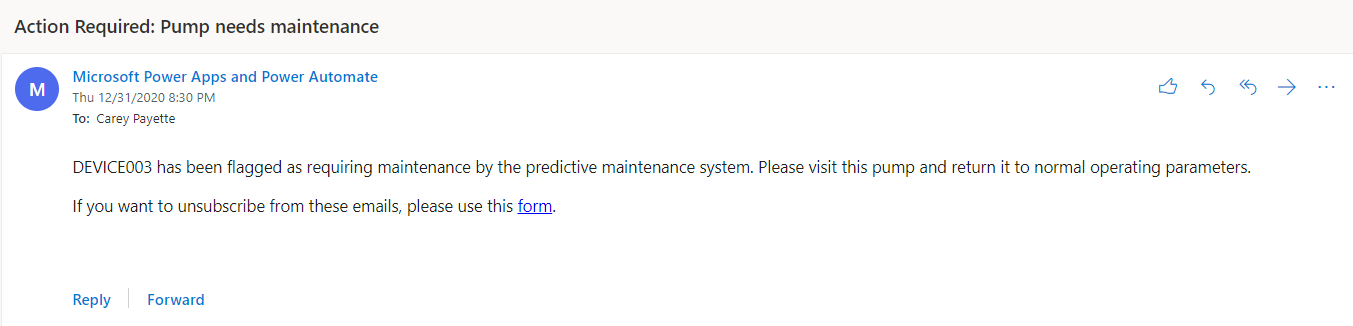 Action Required: Pump needs maintenance
M
Microsoft Power Apps and Power Automate
Thu 12/31/2020 8:30 PM
To: Carey Payette
DEVICE003 has been flagged as requiring maintenance by the predictive maintenance system. Please visit this pump and return it to normal operating parameters.
If you want to unsubscribe from these emails, please use this form.
Reply
Forward